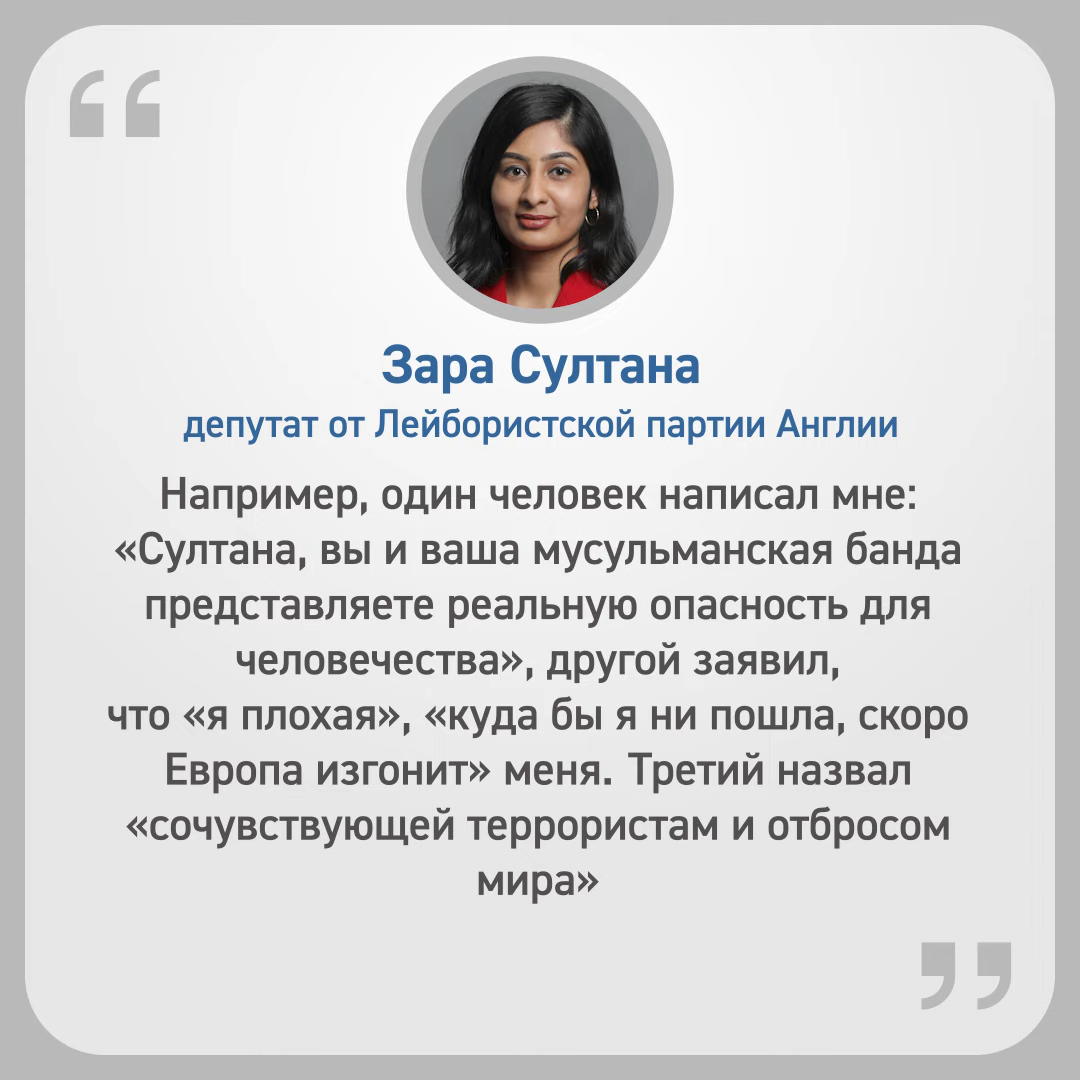 Зара Султана
депутат от Лейбористской партии Англии
Например, один человек написал мне:
«Султана, вы и ваша мусульманская банда
представляете реальную опасность для
человечества», другой заявил,
что «я плохая», «куда бы я ни пошла, скоро
Европа изгонит» меня. Третий назвал
«сочувствующей террористам и отбросом
мира»